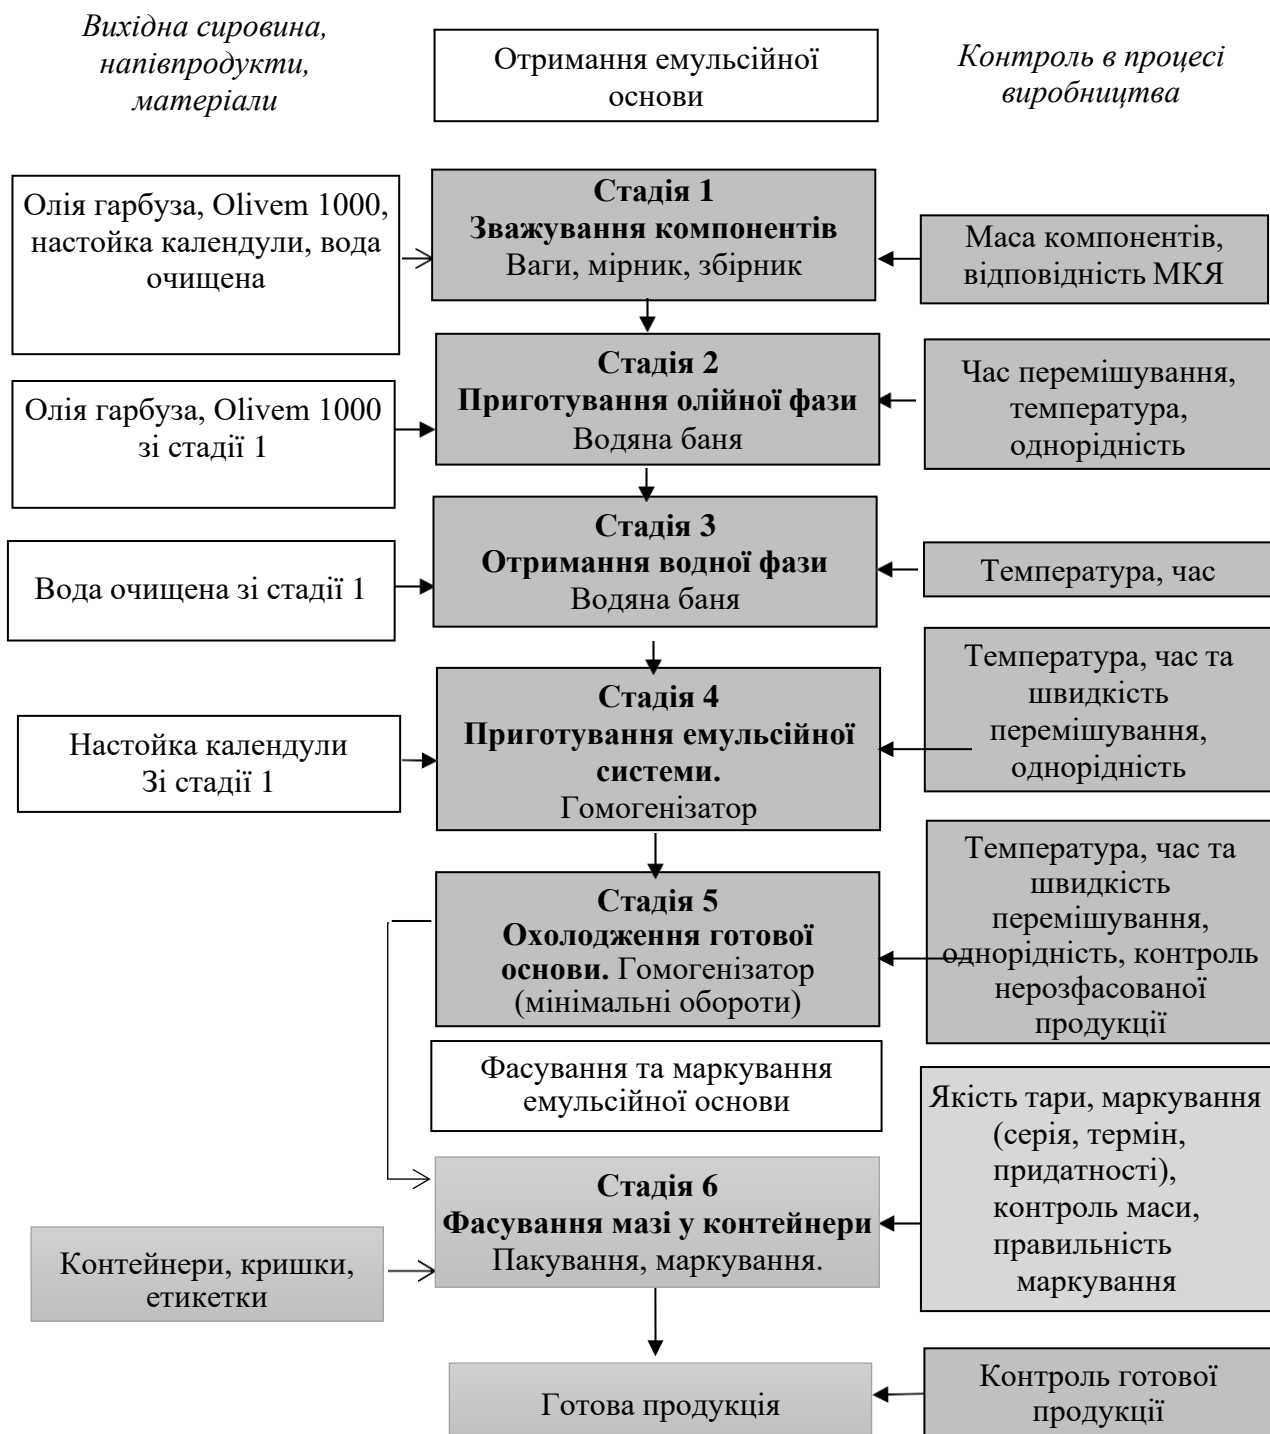 Вихідна сировина,
напівпродукти,
матеріали
Отримання емульсійної
основи
Контроль в процесі
виробництва
Олія гарбуза, Olivem 1000,
настойка календули, вода
очищена
Стадія 1
Зважування компонентів
Ваги, мірник, збірник
Маса компонентів,
відповідність МКЯ
Олія гарбуза, Olivem 1000
зі стадії 1
Стадія 2
Приготування олійної фази
Водяна баня
Час перемішування,
температура,
однорідність
Вода очищена зі стадії 1
Стадія 3
Отримання водної фази
Водяна баня
Температура, час
Настойка календули
Зі стадії 1
Стадія 4
Приготування емульсійної
системи.
Гомогенізатор
Температура, час та
швидкість
перемішування,
однорідність
Стадія 5
Охолодження готової
основи. Гомогенізатор
(мінімальні обороти)
Температура, час та
швидкість
перемішування,
однорідність, контроль
нерозфасованої
продукції
Фасування та маркування
емульсійної основи
Контейнери, кришки,
етикетки
Стадія 6
Фасування мазі у контейнери
Пакування, маркування.
Якість тари, маркування
(серія, термін,
придатності),
контроль маси,
правильність
маркування
Готова продукція
Контроль готової
продукції